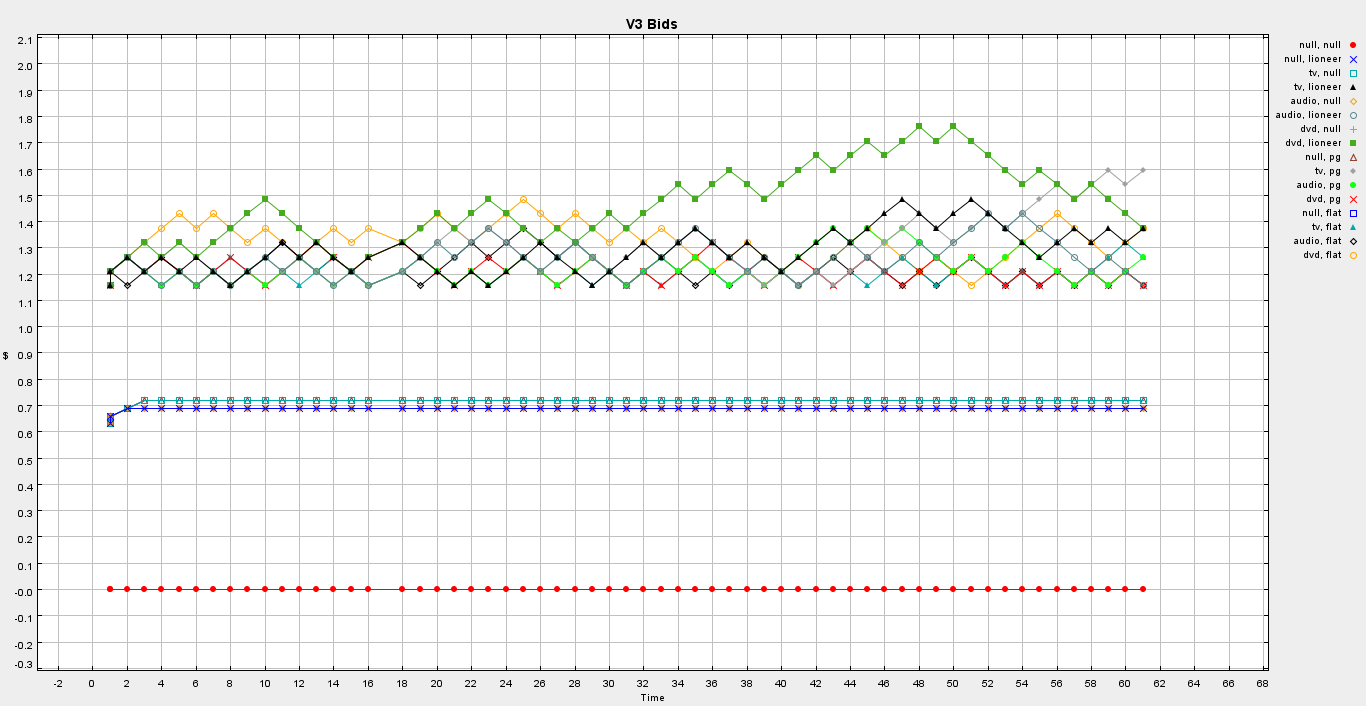 V3 Bids
2.1
2.0
1.9
1.8
1.7
1.6
1.5
1.4
1.3
1.2
1.1
1.0
$ 0.9
0.8
0.7
0.6
0.5
0.4
0.3
0.2
0.1
-0.0
-0.1
-0.2
-0.3
-2 0 2 4 6 8 10 12 14 16 18 20 22 24 26 28 30 32 34 36 38 40 42 44 46 48 50 52 54 56 58 60 62 64 66 68
Time
null, null
null, lioneer
tv, null
tv, lioneer
audio, null
audio, lioneer
dvd, null
dvd, lioneer
null, pg
tv, pg
audio, pg
dvd, pg
null, flat
tv, flat
audio, flat
dvd, flat